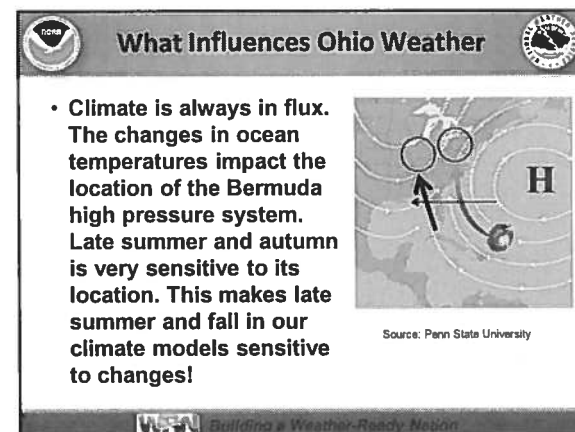 What Influences Ohio Weather
• Climate is always in flux.
The changes in ocean
temperatures impact the
location of the Bermuda
high pressure system.
Late summer and autumn
is very sensitive to its
location. This makes late
summer and fall in our
climate models sensitive
to changes!
H
Source: Penn State University
Building a Weather-Ready Nation